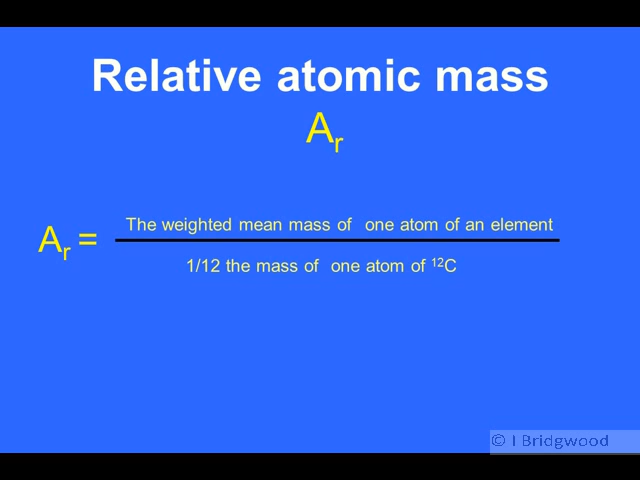 Relative atomic mass
Aᵣ
The weighted mean mass of one atom of an element
Aᵣ =
1/12 the mass of one atom of ¹²C
© I Bridgwood